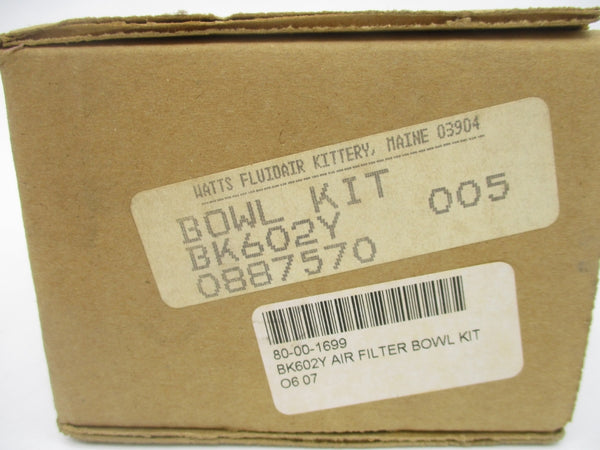 WATTS FLUIDAIR KITTERY, MAINE 03904
BOWL KIT 005
BK602Y
0887570
80-00-1699
BK602Y AIR FILTER BOWL KIT
O6 07